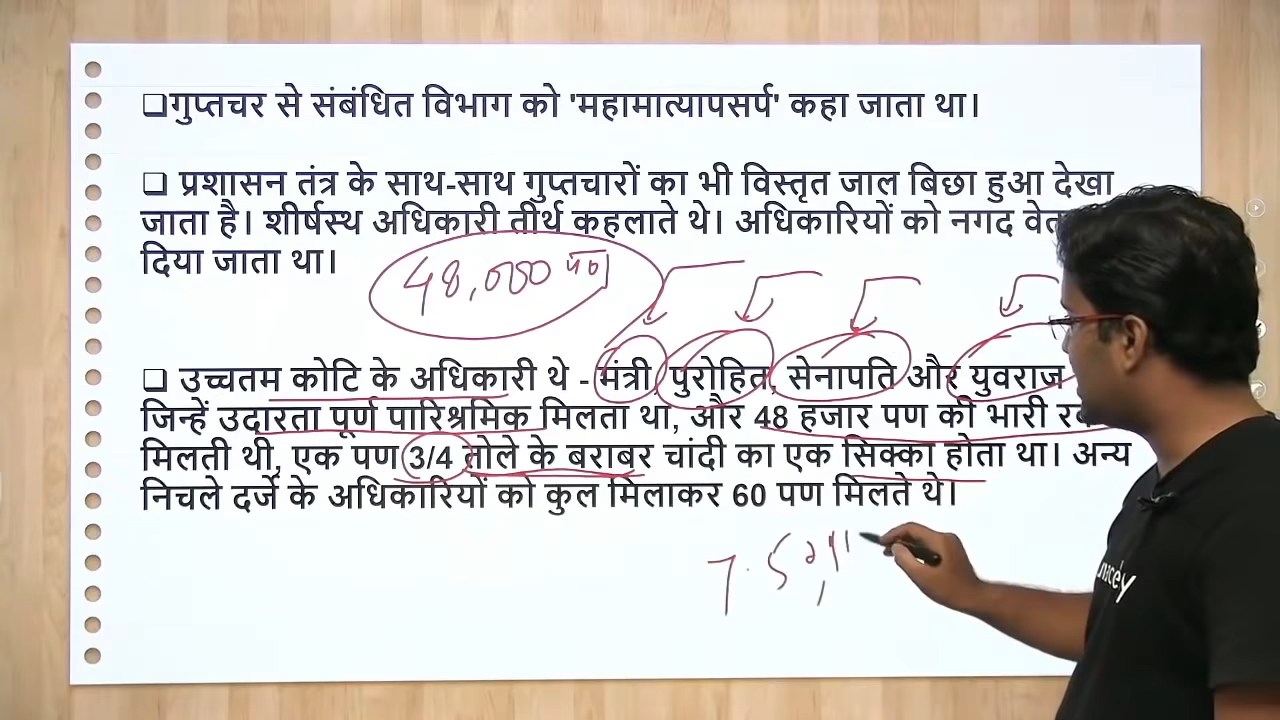 ❑गुप्तचर से संबंधित विभाग को 'महामात्यापसर्प' कहा जाता था।
❑ प्रशासन तंत्र के साथ-साथ गुप्तचारों का भी विस्तृत जाल बिछा हुआ देखा
जाता है। शीर्षस्थ अधिकारी तीर्थ कहलाते थे। अधिकारियों को नगद
दिया जाता था।
48,000 पण
❑ उच्चतम कोटि के अधिकारी थे - मंत्री, पुरोहित, सेनापति और युवराज
जिन्हें उदारता पूर्ण पारिश्रमिक मिलता था, और 48 हजार पण की भारी
मिलती थी, एक पण 3/4 तोले के बराबर चांदी का एक सिक्का होता था। अन्य
निचले दर्जे के अधिकारियों को कुल मिलाकर 60 पण मिलते थे।
7.5